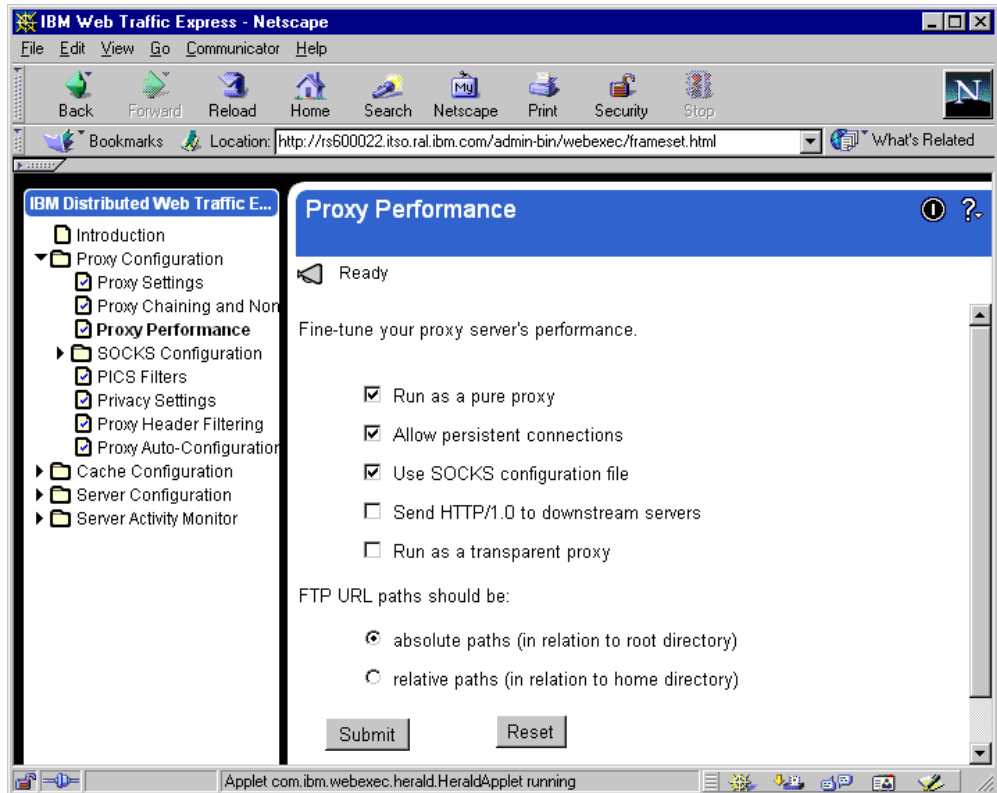 IBM Web Traffic Express - Netscape
File Edit View Go Communicator Help
Back Forward Reload Home Search Netscape Print Security Stop
My
N
Bookmarks Location: http://rs600022.itso.ral.ibm.com/admin-bin/webexec/frameset.html What's Related
IBM Distributed Web Traffic E...
Introduction
Proxy Configuration
Proxy Settings
Proxy Chaining and Non
Proxy Performance
SOCKS Configuration
PICS Filters
Privacy Settings
Proxy Header Filtering
Proxy Auto-Configuration
Cache Configuration
Server Configuration
Server Activity Monitor
Proxy Performance
?
Ready
Fine-tune your proxy server's performance.
Run as a pure proxy
Allow persistent connections
Use SOCKS configuration file
Send HTTP/1.0 to downstream servers
Run as a transparent proxy
FTP URL paths should be:
absolute paths (in relation to root directory)
relative paths (in relation to home directory)
Submit Reset
Applet com.ibm.webexec.herald.HeraldApplet running